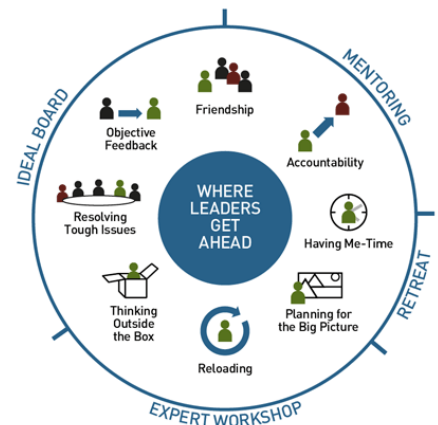 IDEAL BOARD
MENTORING
RETREAT
EXPERT WORKSHOP
WHERE
LEADERS
GET
AHEAD
Friendship
Accountability
Having Me-Time
Planning for
the Big Picture
Reloading
Thinking
Outside
the Box
Resolving
Tough Issues
Objective
Feedback